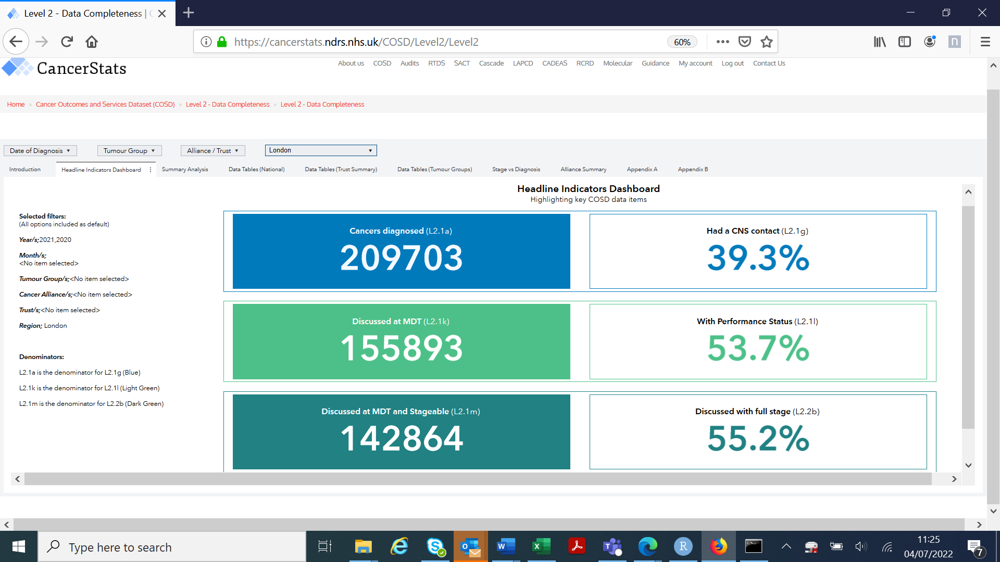 Level 2 - Data Completeness |
https://cancerstats.ndrs.nhs.uk/COSD/Level2/Level2
60%
n
CancerStats
About us COSD Audits RTDS SACT Cascade LAPCD CADEAS RCRD Molecular Guidance My account Log out Contact Us
Home » Cancer Outcomes and Services Dataset (COSD) » Level 2 - Data Completeness » Level 2 - Data Completeness
Date of Diagnosis ▼ Tumour Group ▼ Alliance / Trust ▼ London ▼
Introduction Headline Indicators Dashboard Summary Analysis Data Tables (National) Data Tables (Trust Summary) Data Tables (Tumour Groups) Stage vs Diagnosis Alliance Summary Appendix A Appendix B
Headline Indicators Dashboard
Highlighting key COSD data items
Selected filters:
(All options included as default)
Year/s;2021,2020
Month/s;
<No item selected>
Tumour Group/s;<No item selected>
Cancer Alliance/s;<No item selected>
Trust/s;<No item selected>
Region; London
Denominators:
L2.1a is the denominator for L2.1g (Blue)
L2.1k is the denominator for L2.1l (Light Green)
L2.1m is the denominator for L2.2b (Dark Green)
Cancers diagnosed (L2.1a)
209703
Had a CNS contact (L2.1g)
39.3%
Discussed at MDT (L2.1k)
155893
With Performance Status (L2.1l)
53.7%
Discussed at MDT and Stageable (L2.1m)
142864
Discussed with full stage (L2.2b)
55.2%
Type here to search
11:25
04/07/2022
7